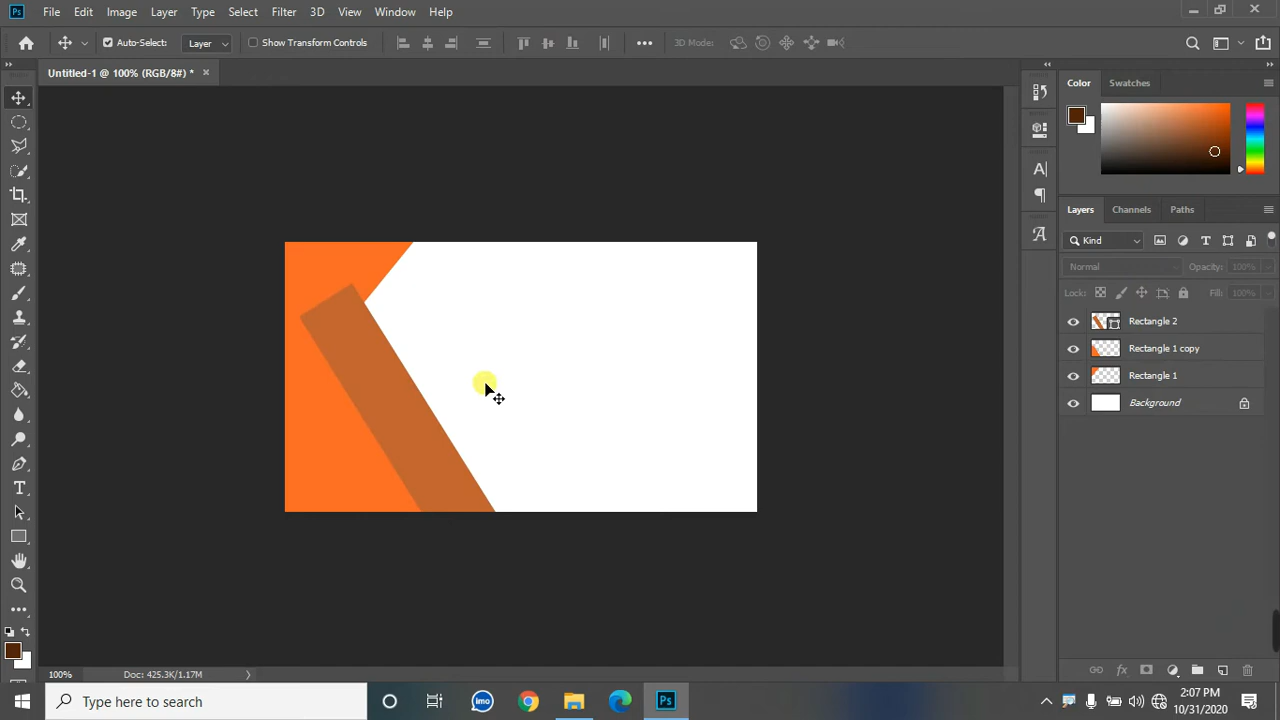 Ps File Edit Image Layer Type Select Filter 3D View Window Help
Auto-Select: Layer Show Transform Controls 3D Mode:
Untitled-1 @ 100% (RGB/8#) * ×
Color Swatches
Layers Channels Paths
Kind
Normal Opacity: 100%
Lock: Fill: 100%
Rectangle 2
Rectangle 1 copy
Rectangle 1
Background
100% Doc: 425.3K/1.17M
Type here to search
imo
Ps
2:07 PM
10/31/2020